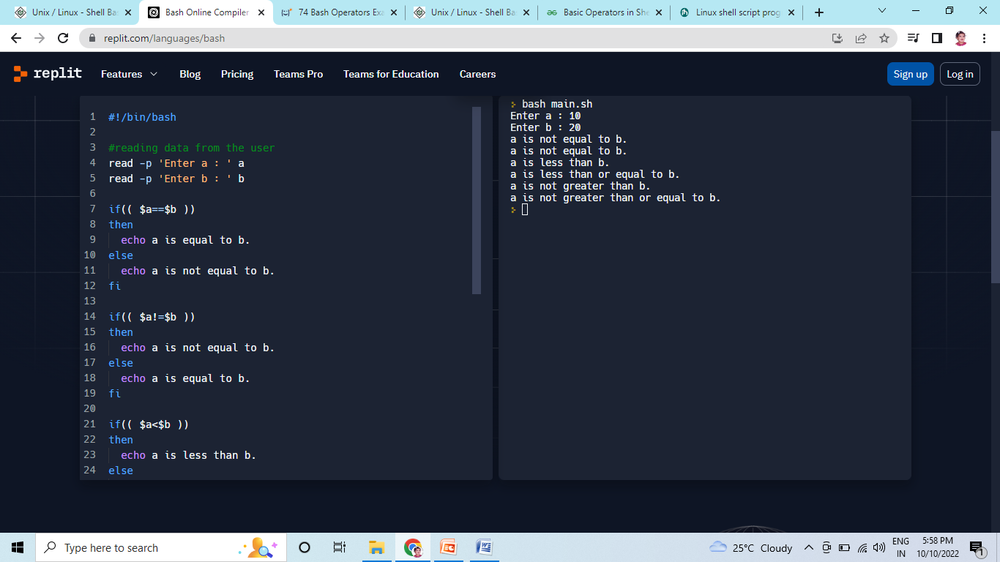 Unix / Linux - Shell Ba
Bash Online Compiler
74 Bash Operators Exa
Unix / Linux - Shell Ba
Basic Operators in She
Linux shell script prog
replit.com/languages/bash
replit
Features
Blog
Pricing
Teams Pro
Teams for Education
Careers
Sign up
Log in
1 #!/bin/bash
2
3 #reading data from the user
4 read -p 'Enter a : ' a
5 read -p 'Enter b : ' b
6
7 if(( $a==$b ))
8 then
9 echo a is equal to b.
10 else
11 echo a is not equal to b.
12 fi
13
14 if(( $a!=$b ))
15 then
16 echo a is not equal to b.
17 else
18 echo a is equal to b.
19 fi
20
21 if(( $a<$b ))
22 then
23 echo a is less than b.
24 else
bash main.sh
Enter a : 10
Enter b : 20
a is not equal to b.
a is not equal to b.
a is less than b.
a is less than or equal to b.
a is not greater than b.
a is not greater than or equal to b.
Type here to search
25°C Cloudy
ENG
IN
5:58 PM
10/10/2022
1